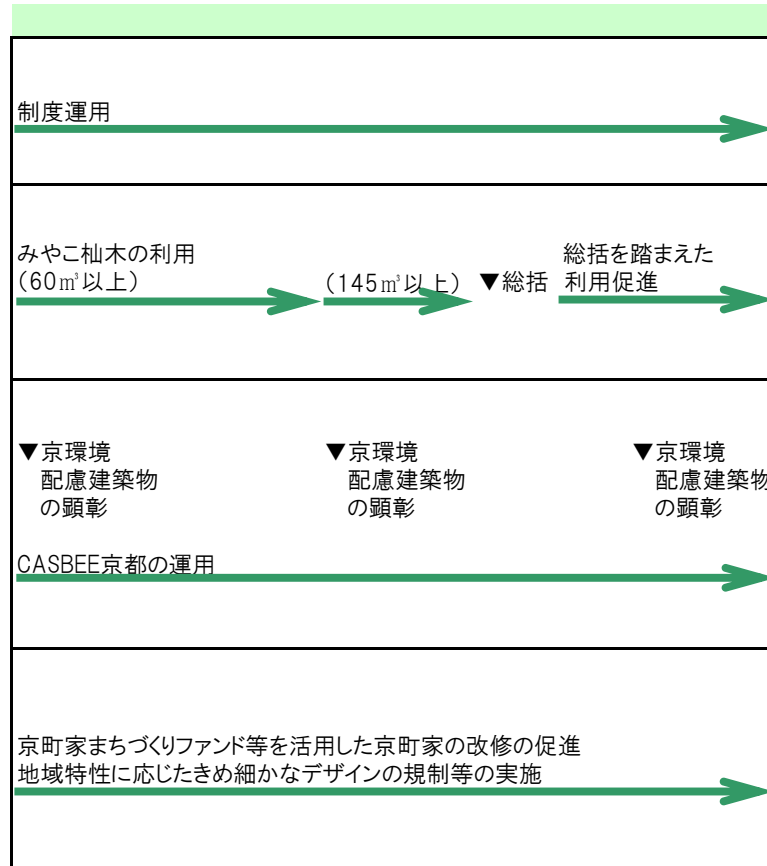 制度運用
みやこ杣木の利用
(60㎥以上)
(145㎥以上)
▼総括
総括を踏まえた
利用促進
▼京環境
配慮建築物
の顕彰
▼京環境
配慮建築物
の顕彰
▼京環境
配慮建築物
の顕彰
CASBEE京都の運用
京町家まちづくりファンド等を活用した京町家の改修の促進
地域特性に応じたきめ細かなデザインの規制等の実施